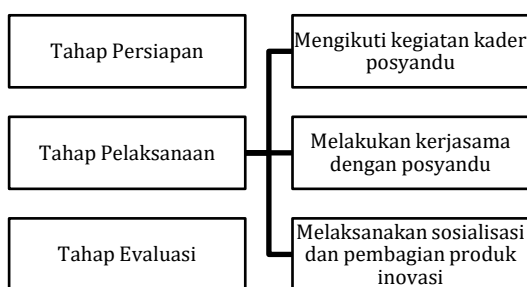 Tahap Persiapan
Mengikuti kegiatan kader
posyandu
Tahap Pelaksanaan
Melakukan kerjasama
dengan posyandu
Tahap Evaluasi
Melaksanakan sosialisasi
dan pembagian produk
inovasi